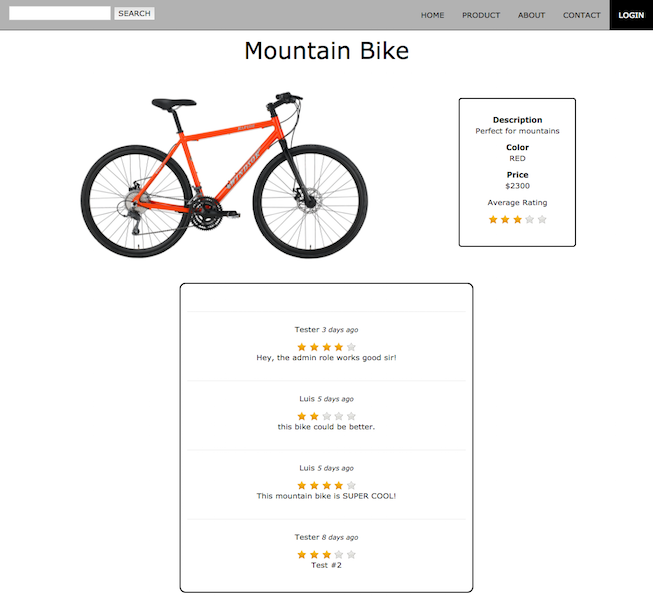 SEARCH
HOME PRODUCT ABOUT CONTACT LOGIN
Mountain Bike
Description
Perfect for mountains
Color
RED
Price
$2300
Average Rating
Tester 3 days ago
Hey, the admin role works good sir!
Luis 5 days ago
this bike could be better.
Luis 5 days ago
This mountain bike is SUPER COOL!
Tester 8 days ago
Test #2